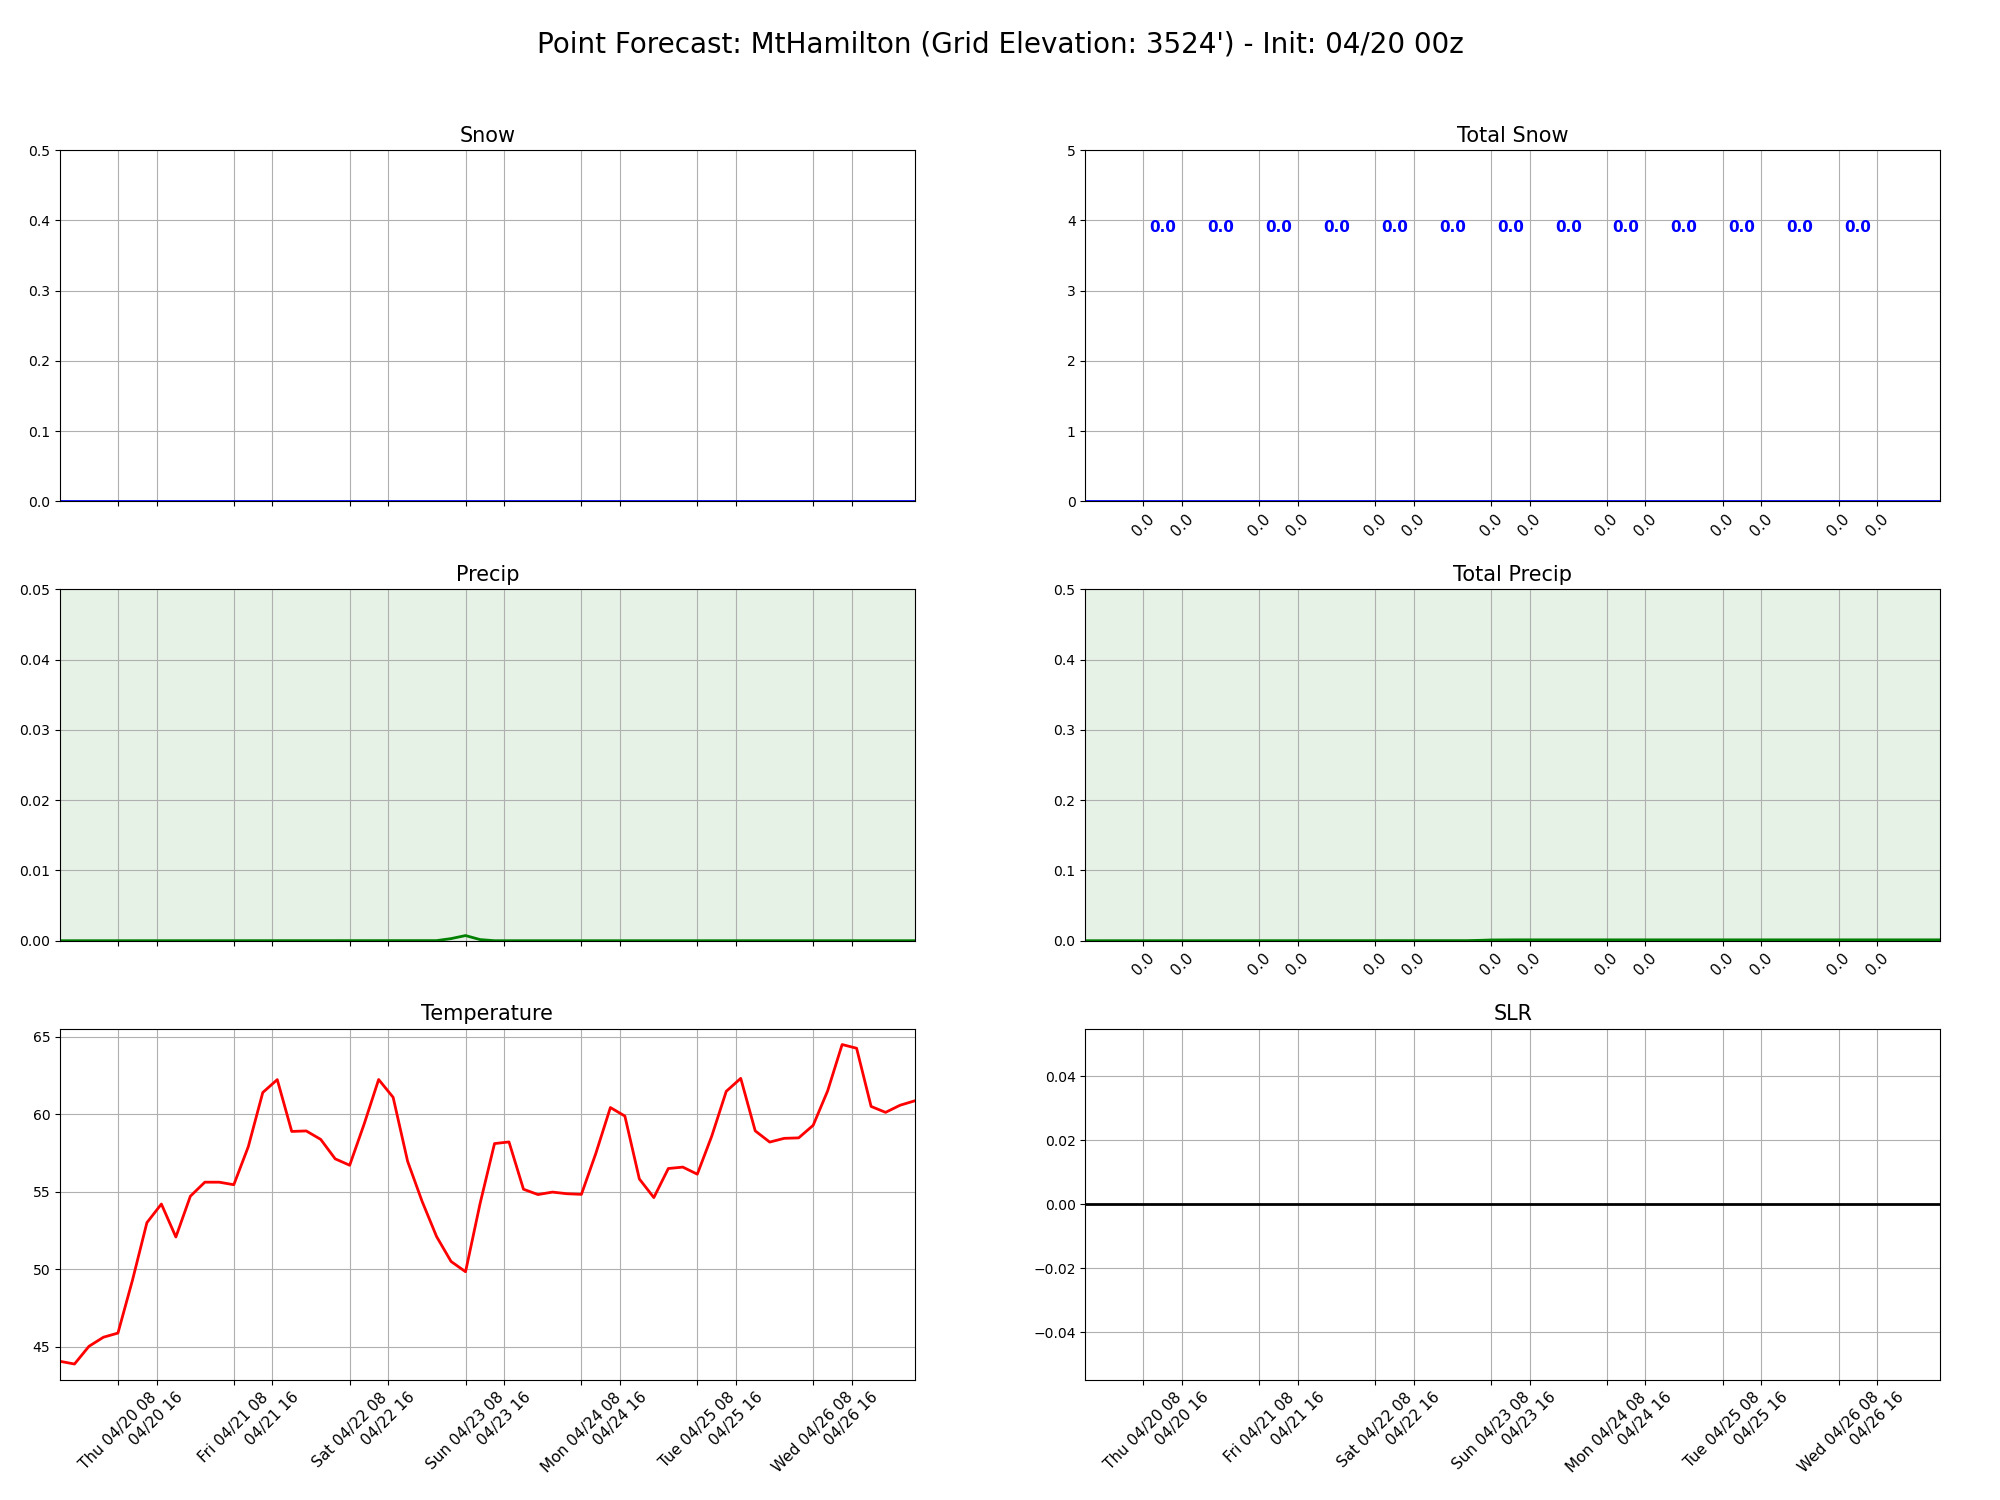 Point Forecast: MtHamilton (Grid Elevation: 3524') - Init: 04/20 00z
Snow
0.5
0.4
0.3
0.2
0.1
0.0
Total Snow
5
4
3
2
1
0
0.0 0.0 0.0 0.0 0.0 0.0 0.0 0.0 0.0 0.0 0.0 0.0 0.0
0.0 0.0 0.0 0.0 0.0 0.0 0.0 0.0 0.0 0.0 0.0 0.0 0.0 0.0
Precip
0.05
0.04
0.03
0.02
0.01
0.00
Total Precip
0.5
0.4
0.3
0.2
0.1
0.0
0.0 0.0 0.0 0.0 0.0 0.0 0.0 0.0 0.0 0.0 0.0 0.0 0.0 0.0
Temperature
65
60
55
50
45
Thu 04/20 08
04/20 16
Fri 04/21 08
04/21 16
Sat 04/22 08
04/22 16
Sun 04/23 08
04/23 16
Mon 04/24 08
04/24 16
Tue 04/25 08
04/25 16
Wed 04/26 08
04/26 16
SLR
0.04
0.02
0.00
−0.02
−0.04
Thu 04/20 08
04/20 16
Fri 04/21 08
04/21 16
Sat 04/22 08
04/22 16
Sun 04/23 08
04/23 16
Mon 04/24 08
04/24 16
Tue 04/25 08
04/25 16
Wed 04/26 08
04/26 16